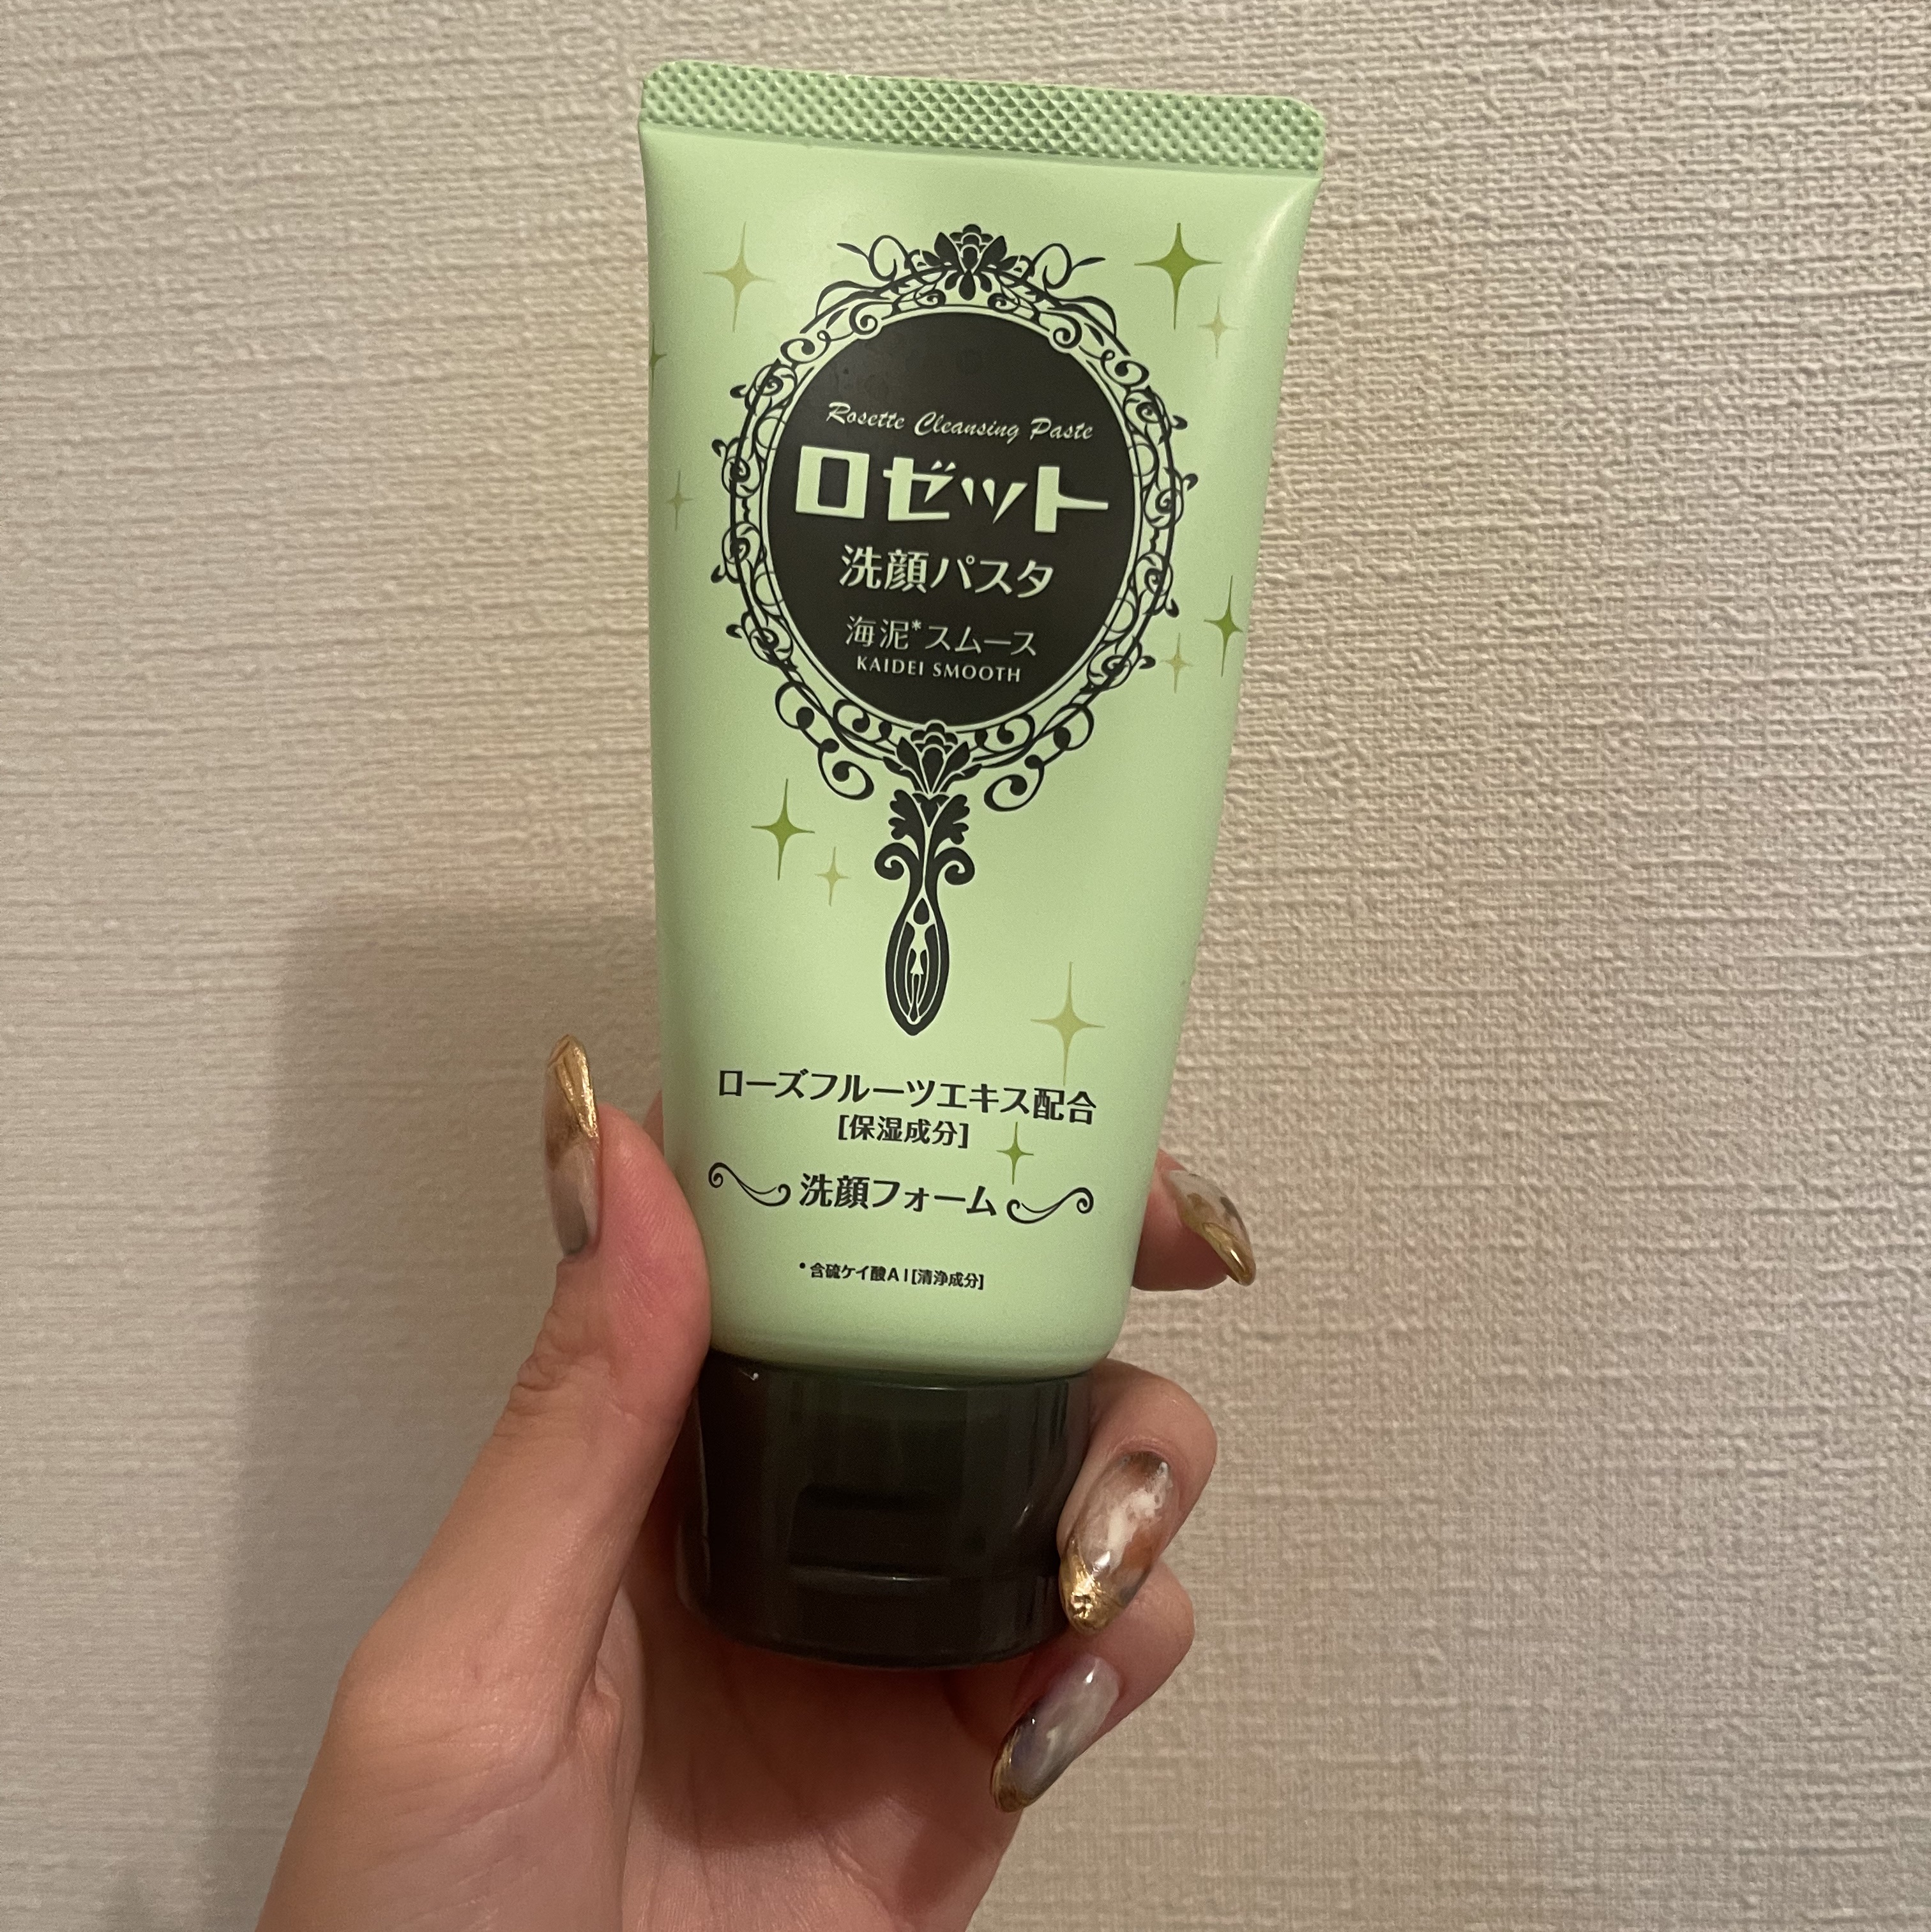 Rosette Cleansing Paste
ロゼット
洗顔パスタ
海泥*スムース
KAIDEI SMOOTH
ローズフルーツエキス配合
[保湿成分]
洗顔フォーム
*含硫ケイ酸Al[清浄成分]